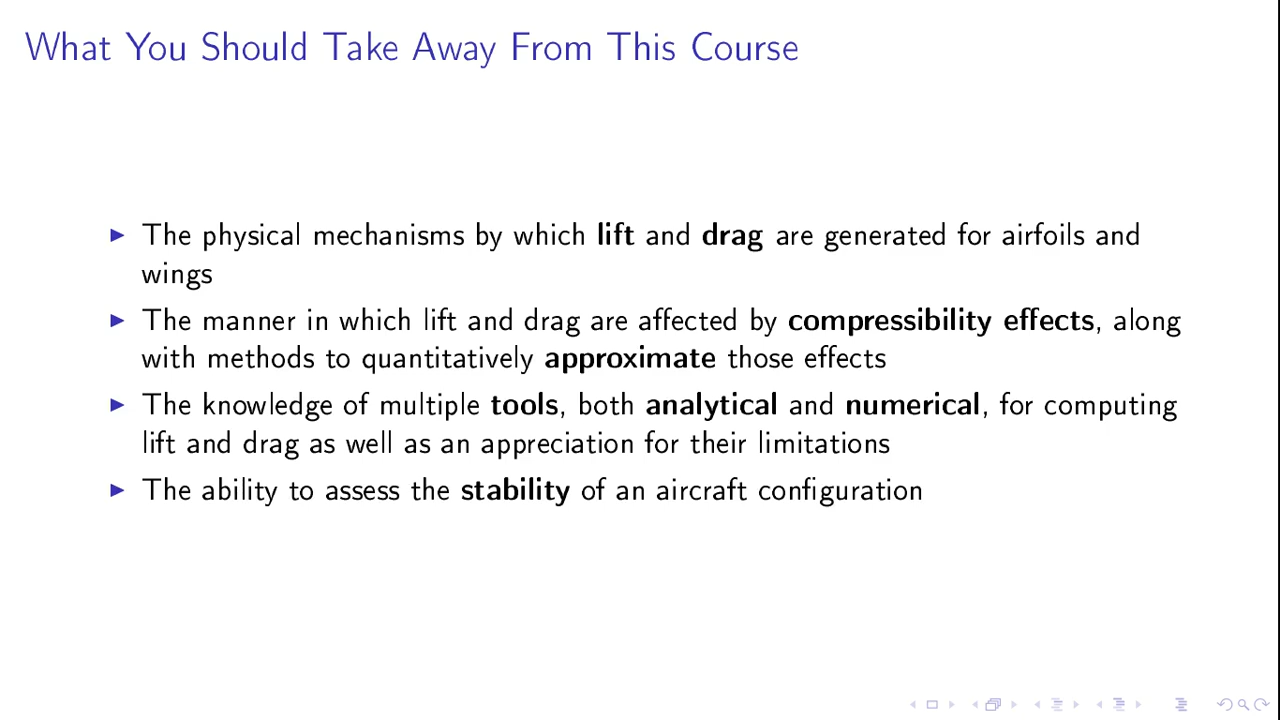 What You Should Take Away From This Course
The physical mechanisms by which lift and drag are generated for airfoils and
wings
The manner in which lift and drag are affected by compressibility effects, along
with methods to quantitatively approximate those effects
The knowledge of multiple tools, both analytical and numerical, for computing
lift and drag as well as an appreciation for their limitations
The ability to assess the stability of an aircraft configuration